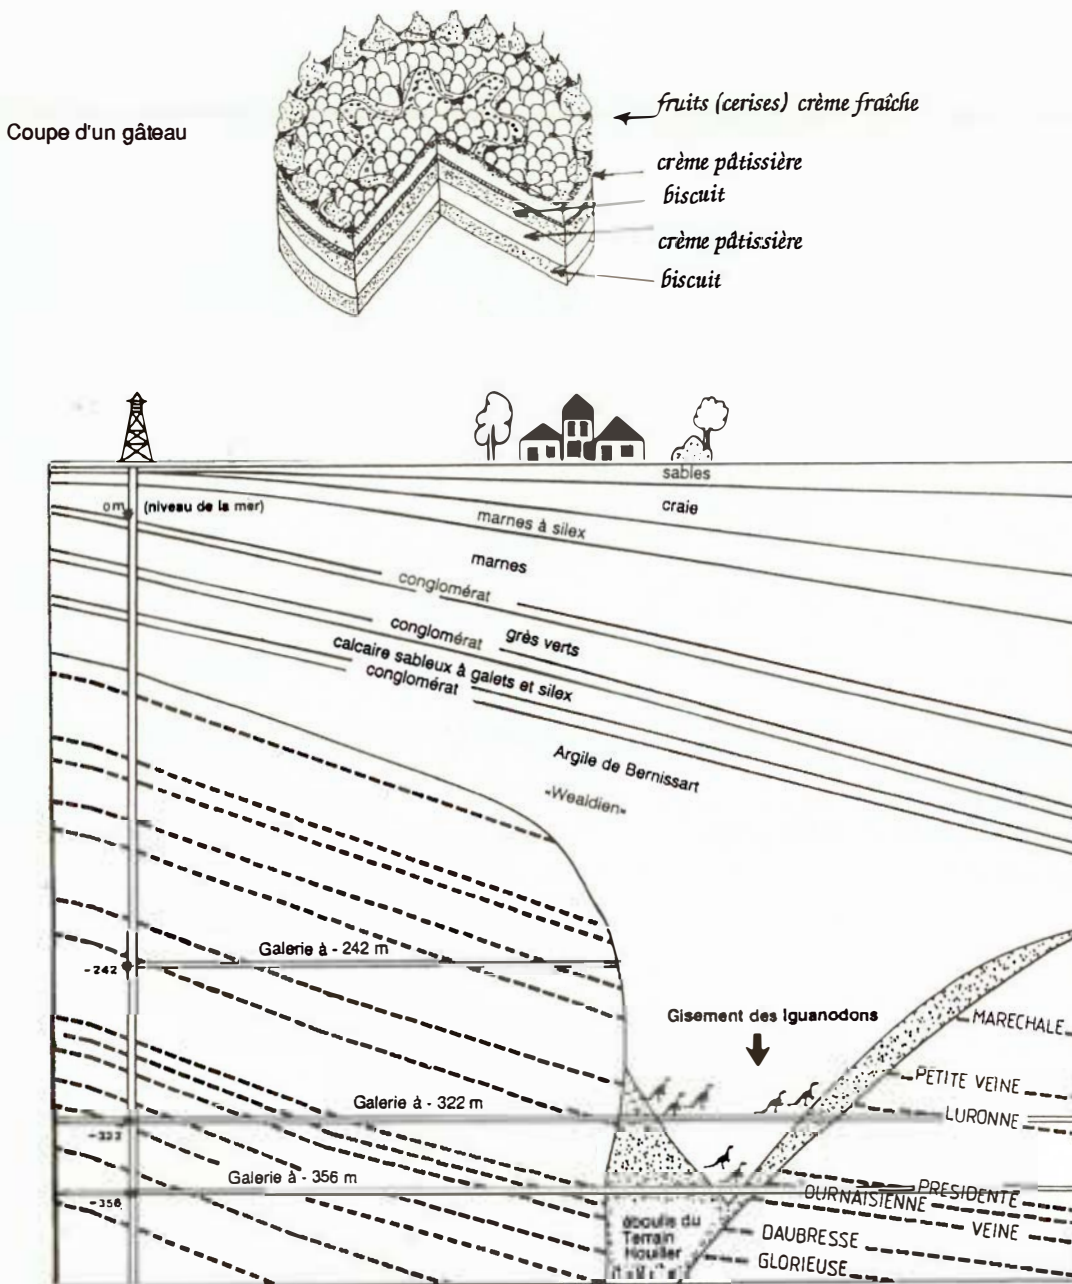 Coupe d'un gâteau
fruits (cerises) crème fraîche
crème pâtissière
biscuit
crème pâtissière
biscuit
sables
0 m (niveau de la mer)
craie
marnes à silex
marnes
conglomérat
conglomérat
grès verts
calcaire sableux à galets et silex
conglomérat
Argile de Bernissart
«Wealdien»
Galerie à - 242 m
-242
Gisement des Iguanodons
MARECHALE
PETITE VEINE
Galerie à - 322 m
LURONNE
-322
Galerie à - 356 m
PRESIDENTE
OURNAISIENNE
-356
VEINE
éboulis du
Terrain
Houiller
DAUBRESSE
GLORIEUSE